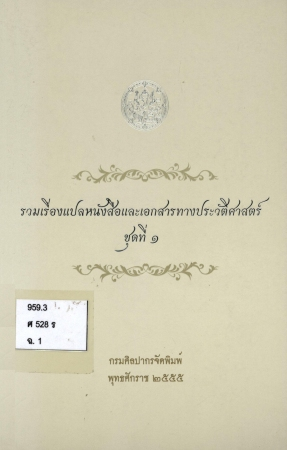 รวมเรื่องแปลหนังสือและเอกสารทางประวัติศาสตร์
ชุดที่ ๑
959.3
ศ 528 ร
ฉ. 1
กรมศิลปากรจัดพิมพ์
พุทธศักราช ๒๕๕๕